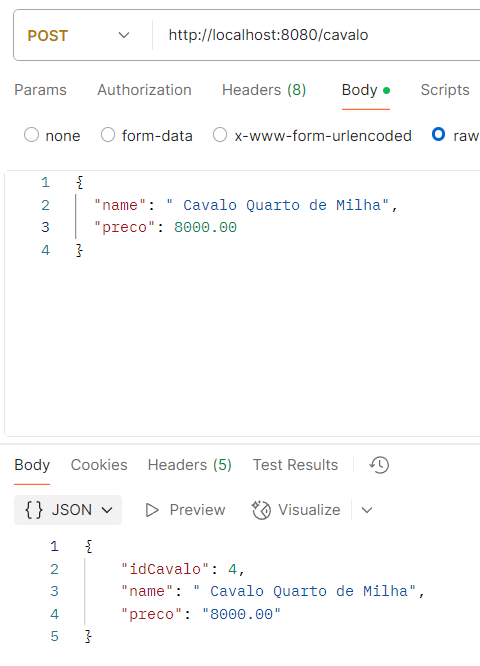 POST http://localhost:8080/cavalo
Params Authorization Headers (8) Body Scripts
none form-data x-www-form-urlencoded raw
1 {
2 "name": " Cavalo Quarto de Milha",
3 "preco": 8000.00
4 }
Body Cookies Headers (5) Test Results
{} JSON Preview Visualize
1 {
2 "idCavalo": 4,
3 "name": " Cavalo Quarto de Milha",
4 "preco": "8000.00"
5 }